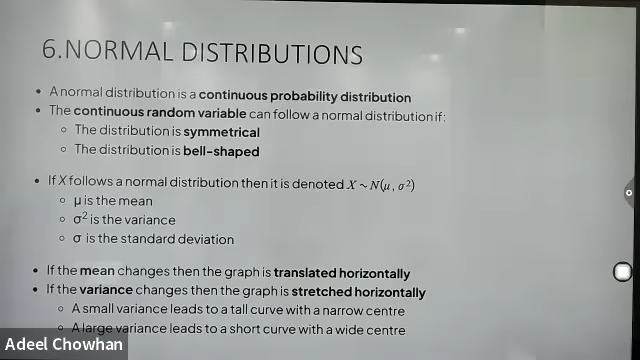 6.NORMAL DISTRIBUTIONS
• A normal distribution is a continuous probability distribution
• The continuous random variable can follow a normal distribution if:
○ The distribution is symmetrical
○ The distribution is bell-shaped
• If X follows a normal distribution then it is denoted X ~ N(μ, σ²)
○ μ is the mean
○ σ² is the variance
○ σ is the standard deviation
• If the mean changes then the graph is translated horizontally
• If the variance changes then the graph is stretched horizontally
○ A small variance leads to a tall curve with a narrow centre
○ A large variance leads to a short curve with a wide centre
Adeel Chowhan